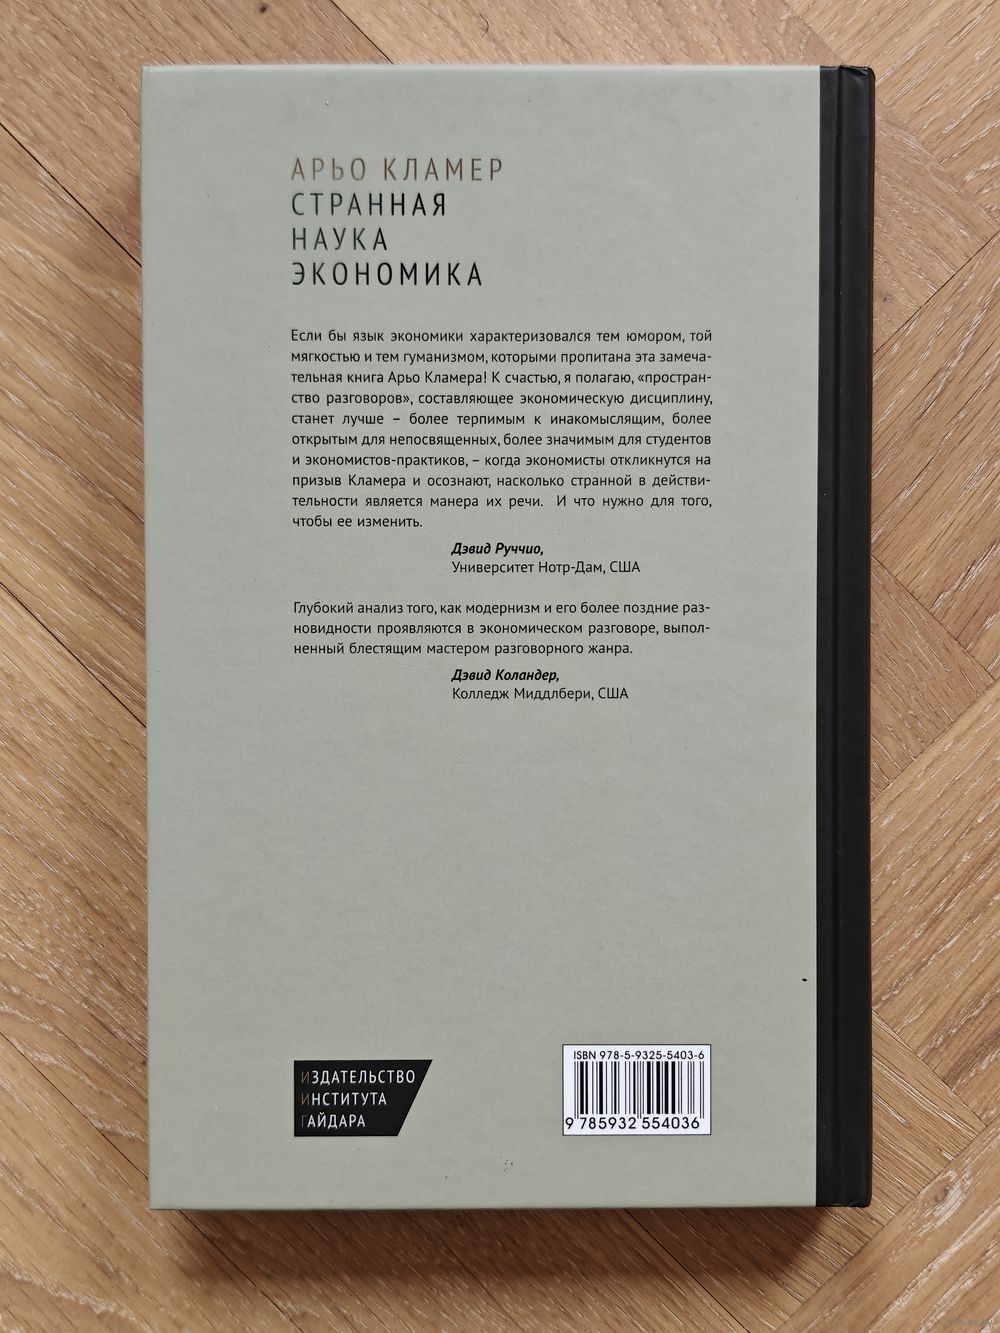 АРЬО КЛАМЕР
СТРАННАЯ
НАУКА
ЭКОНОМИКА
Если бы язык экономики характеризовался тем юмором, той
мягкостью и тем гуманизмом, которыми пропитана эта замеча-
тельная книга Арьо Кламера! К счастью, я полагаю, «простран-
ство разговоров», составляющее экономическую дисциплину,
станет лучше – более терпимым к инакомыслящим, более
открытым для непосвященных, более значимым для студентов
и экономистов-практиков, – когда экономисты откликнутся на
призыв Кламера и осознают, насколько странной в действи-
тельности является манера их речи. И что нужно для того,
чтобы ее изменить.
Дэвид Руччио,
Университет Нотр-Дам, США
Глубокий анализ того, как модернизм и его более поздние раз-
новидности проявляются в экономическом разговоре, выпол-
ненный блестящим мастером разговорного жанра.
Дэвид Коландер,
Колледж Миддлбери, США
ИЗДАТЕЛЬСТВО
ИНСТИТУТА
ГАЙДАРА
ISBN 978-5-9325-5403-6
9 785932 554036